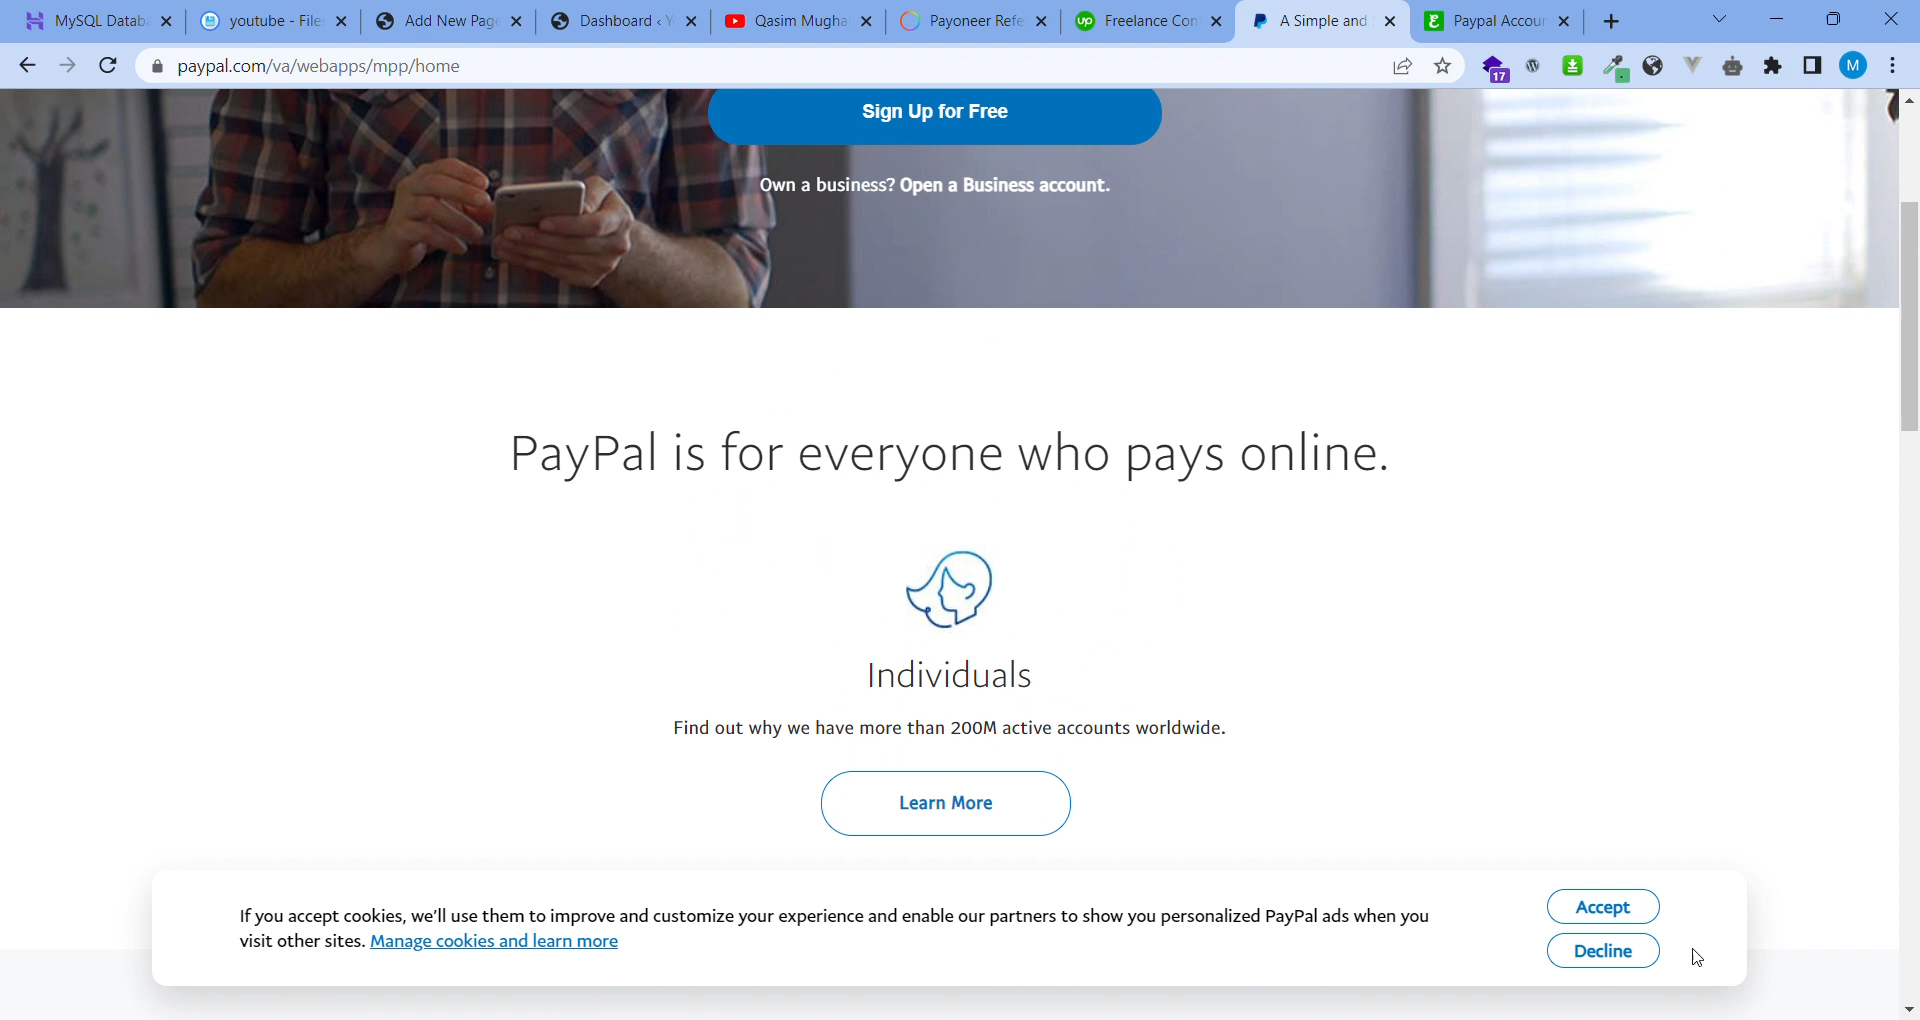 MySQL Datab
youtube - File
Add New Pag
Dashboard ‹ Y
Qasim Mugha
Payoneer Refe
up Freelance Con
A Simple and
Paypal Accoun
paypal.com/va/webapps/mpp/home
17
M
Sign Up for Free
Own a business? Open a Business account.
PayPal is for everyone who pays online.
Individuals
Find out why we have more than 200M active accounts worldwide.
Learn More
If you accept cookies, we'll use them to improve and customize your experience and enable our partners to show you personalized PayPal ads when you
visit other sites. Manage cookies and learn more
Accept
Decline